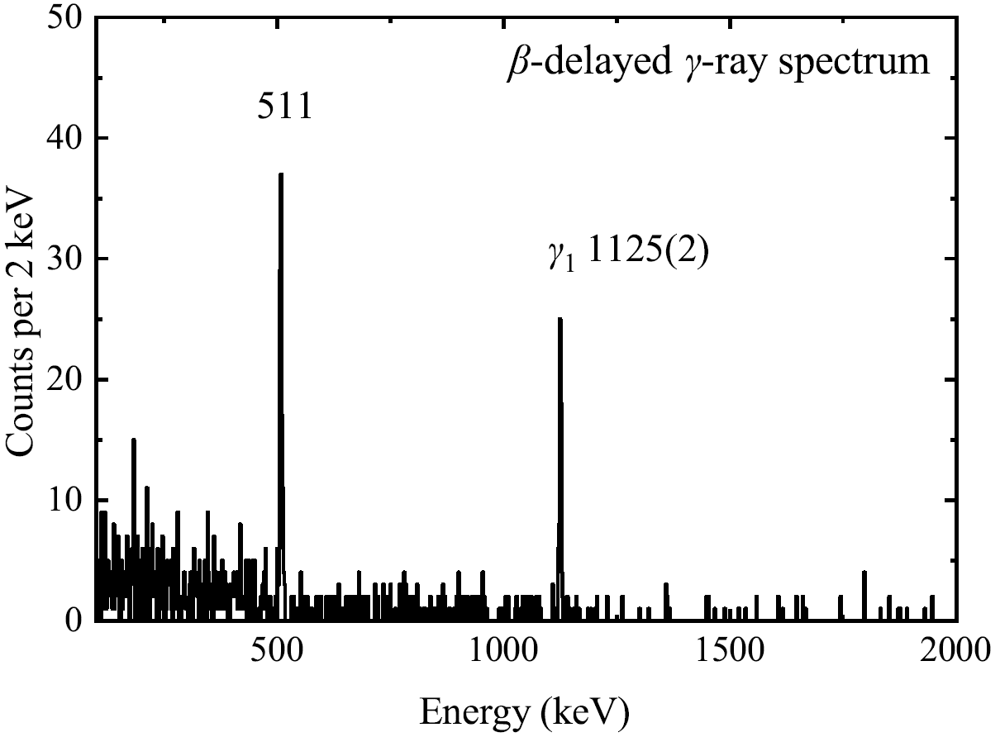 β-delayed γ-ray spectrum
511
γ1 1125(2)
Counts per 2 keV
50
40
30
20
10
0
500
1000
1500
2000
Energy (keV)